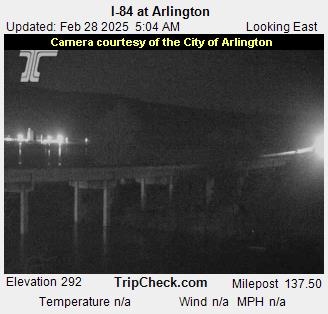 I-84 at Arlington
Updated: Feb 28 2025 5:04 AM Looking East
Camera courtesy of the City of Arlington
Elevation 292 TripCheck.com Milepost 137.50
Temperature n/a Wind n/a MPH n/a